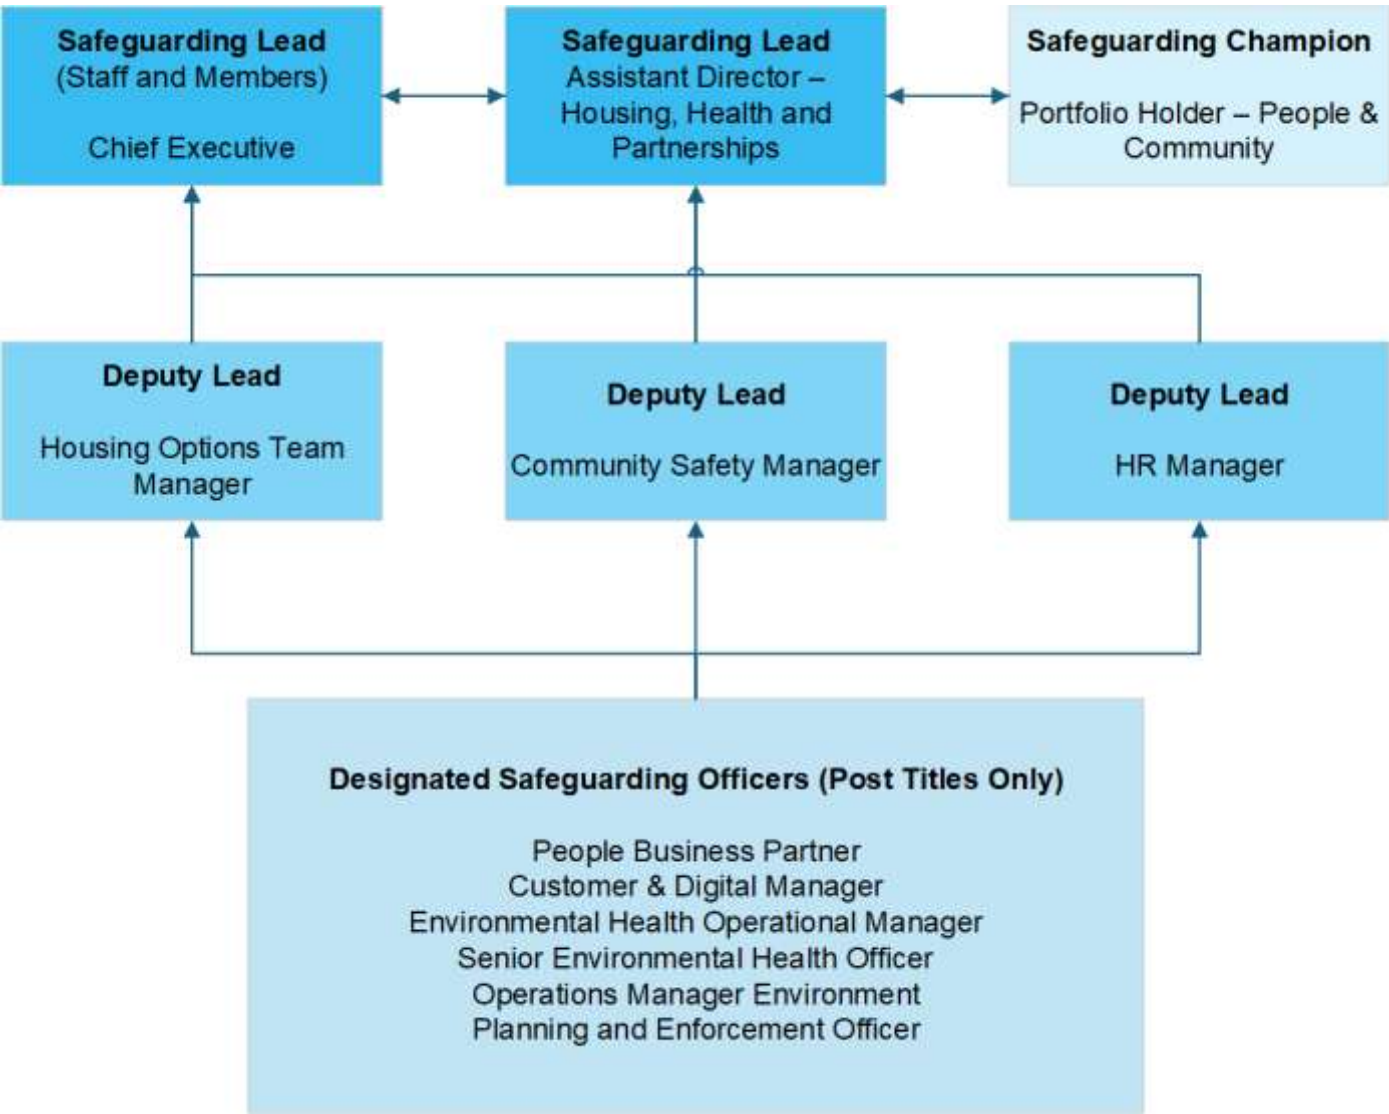 Safeguarding Lead
(Staff and Members)
Chief Executive
Safeguarding Lead
Assistant Director –
Housing, Health and
Partnerships
Safeguarding Champion
Portfolio Holder – People &
Community
Deputy Lead
Housing Options Team
Manager
Deputy Lead
Community Safety Manager
Deputy Lead
HR Manager
Designated Safeguarding Officers (Post Titles Only)
People Business Partner
Customer & Digital Manager
Environmental Health Operational Manager
Senior Environmental Health Officer
Operations Manager Environment
Planning and Enforcement Officer